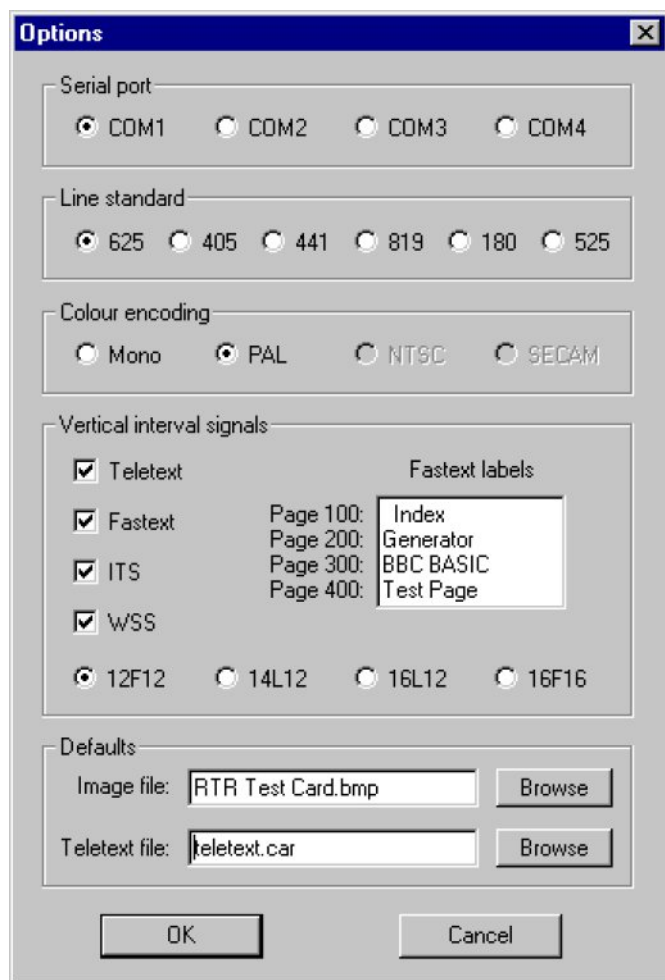 Options
Serial port
COM1 COM2 COM3 COM4
Line standard
625 405 441 819 180 525
Colour encoding
Mono PAL NTSC SECAM
Vertical interval signals
Teletext
Fastext
ITS
WSS
Fastext labels
Page 100: Index
Page 200: Generator
Page 300: BBC BASIC
Page 400: Test Page
12F12 14L12 16L12 16F16
Defaults
Image file: RTR Test Card.bmp Browse
Teletext file: teletext.car Browse
OK Cancel